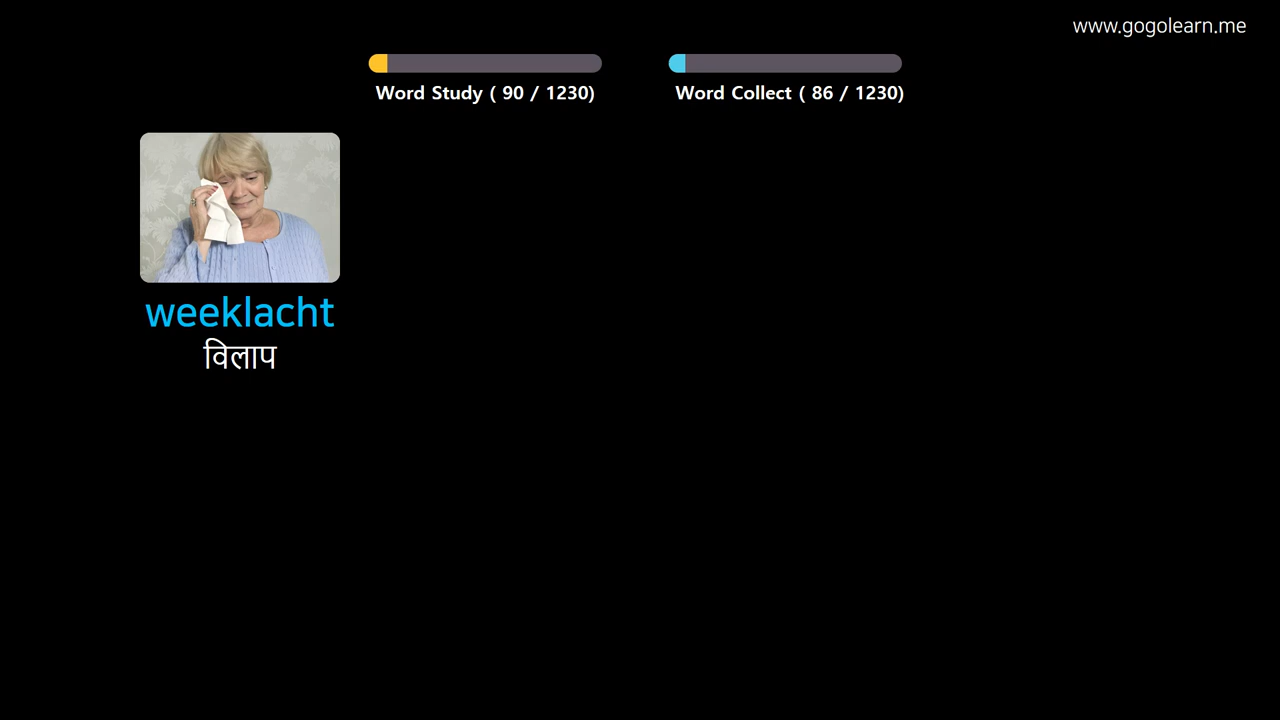 www.gogolearn.me
Word Study ( 90 / 1230)
Word Collect ( 86 / 1230)
weeklacht
विलाप